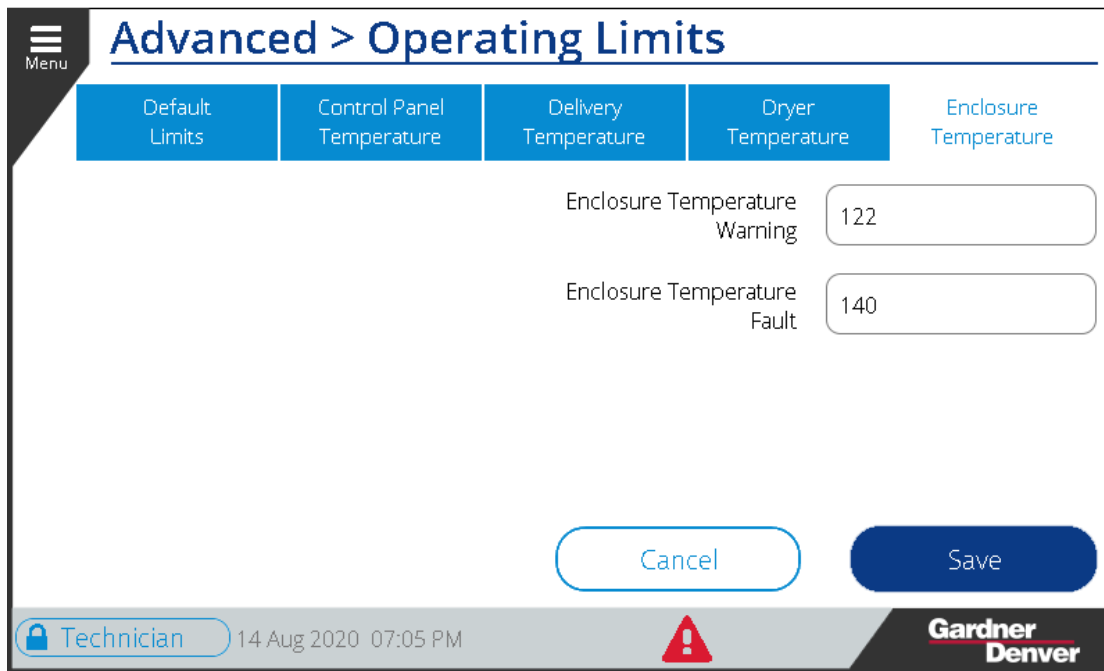 Menu
Advanced > Operating Limits
Default
Limits
Control Panel
Temperature
Delivery
Temperature
Dryer
Temperature
Enclosure
Temperature
Enclosure Temperature
Warning
122
Enclosure Temperature
Fault
140
Cancel
Save
Technician
14 Aug 2020 07:05 PM
Gardner
Denver